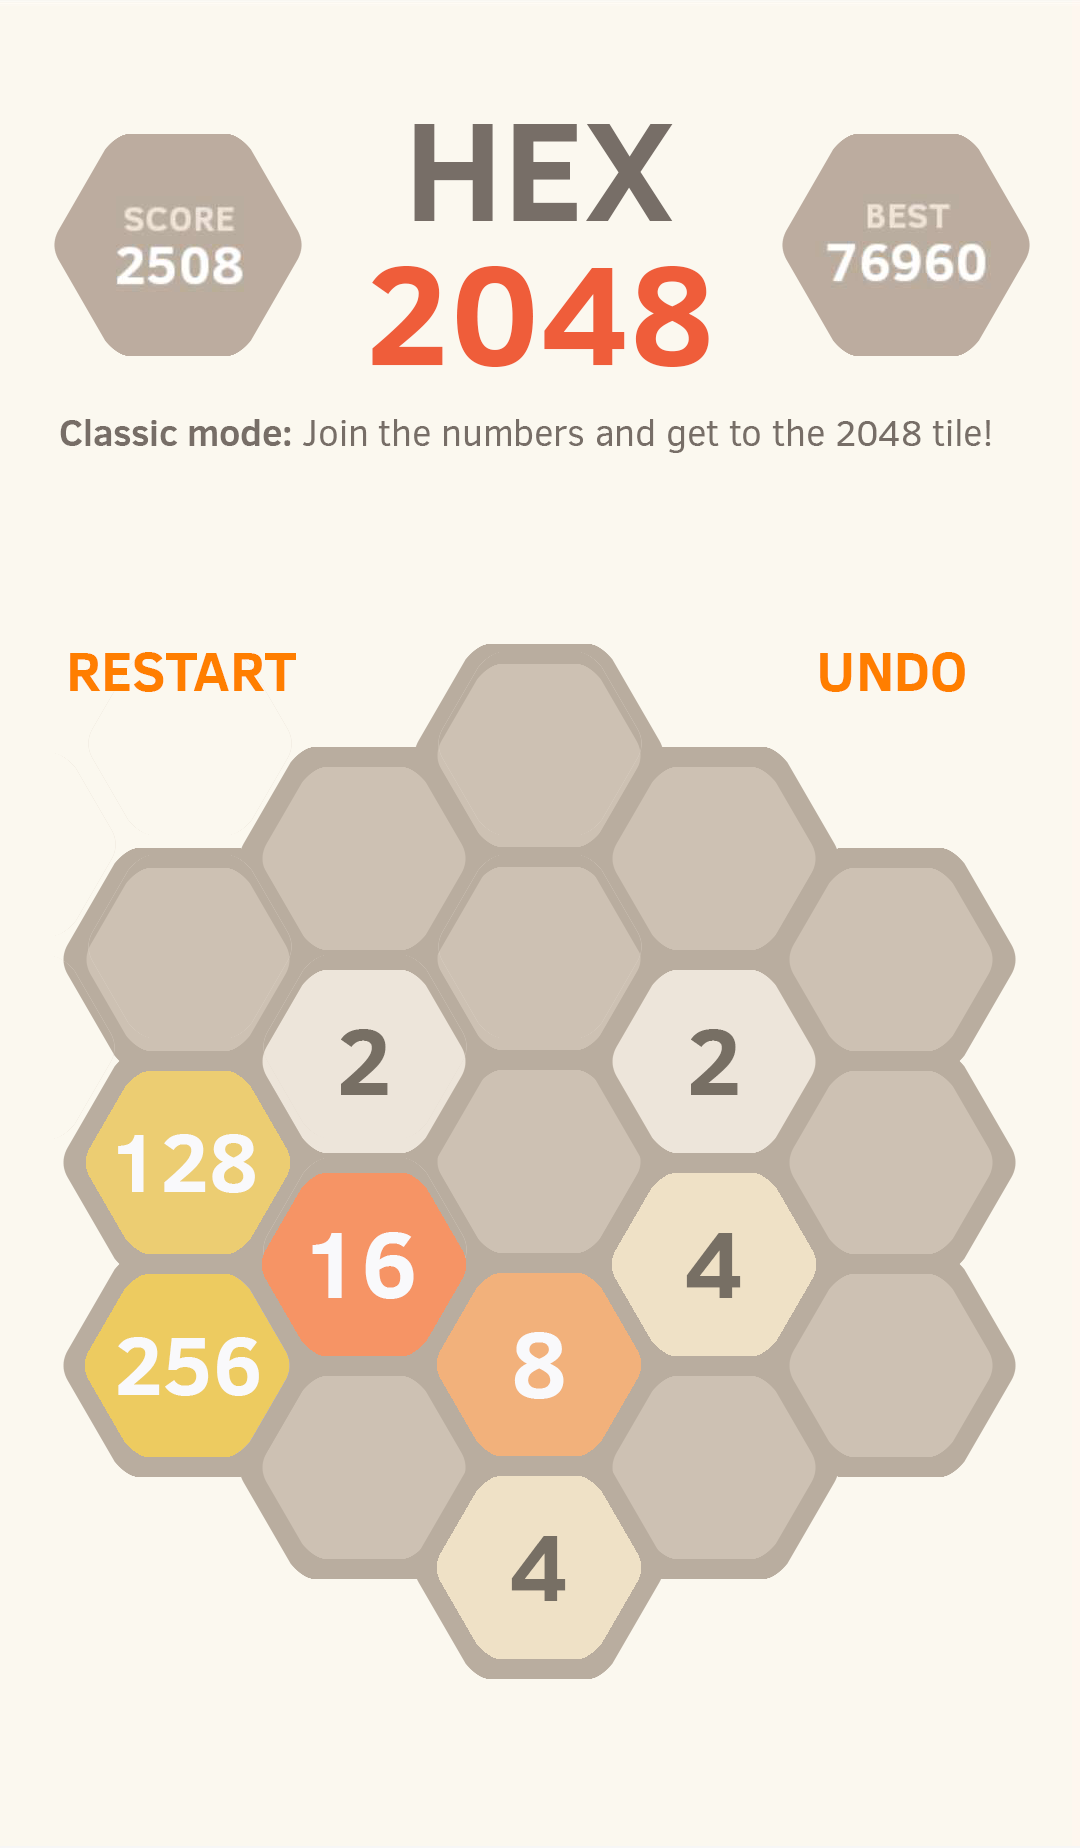 HEX
2048
SCORE
2508
BEST
76960
Classic mode: Join the numbers and get to the 2048 tile!
RESTART
UNDO
2
2
128
16
4
256
8
4